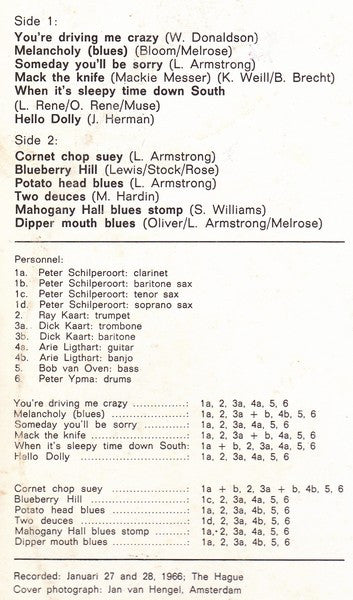 Side 1:
You're driving me crazy (W. Donaldson)
Melancholy (blues) (Bloom/Melrose)
Someday you'll be sorry (L. Armstrong)
Mack the knife (Mackie Messer) (K. Weill/B. Brecht)
When it's sleepy time down South
(L. Rene/O. Rene/Muse)
Hello Dolly (J. Herman)
Side 2:
Cornet chop suey (L. Armstrong)
Blueberry Hill (Lewis/Stock/Rose)
Potato head blues (L. Armstrong)
Two deuces (M. Hardin)
Mahogany Hall blues stomp (S. Williams)
Dipper mouth blues (Oliver/L. Armstrong/Melrose)
Personnel:
1a. Peter Schilperoort: clarinet
1b. Peter Schilperoort: baritone sax
1c. Peter Schilperoort: tenor sax
1d. Peter Schilperoort: soprano sax
2. Ray Kaart: trumpet
3a. Dick Kaart: trombone
3b. Dick Kaart: baritone
4a. Arie Ligthart: guitar
4b. Arie Ligthart: banjo
5. Bob van Oven: bass
6. Peter Ypma: drums
You're driving me crazy ..............: 1a, 2, 3a, 4a, 5, 6
Melancholy (blues) .....................: 1a, 2, 3a + b, 4b, 5, 6
Someday you'll be sorry ..............: 1a, 2, 3a, 4a, 5, 6
Mack the knife ...........................: 1a + b, 2, 3a, 4a, 5, 6
When it's sleepy time down South: 1a + b, 2, 3a, 4a, 5, 6
Hello Dolly ................................: 1a, 2, 3a, 4a, 5, 6
Cornet chop suey ......................: 1a + b, 2, 3a + b, 4b, 5, 6
Blueberry Hill ............................: 1c, 2, 3a, 4a, 5, 6
Potato head blues .....................: 1a, 2, 3a, 4b, 5, 6
Two deuces ..............................: 1d, 2, 3a, 4b, 5, 6
Mahogany Hall blues stomp ........: 1a, 2, 3a, 4a, 5, 6
Dipper mouth blues ...................: 1a, 2, 3a, 4b, 5, 6
Recorded: Januari 27 and 28, 1966; The Hague
Cover photograph: Jan van Hengel, Amsterdam